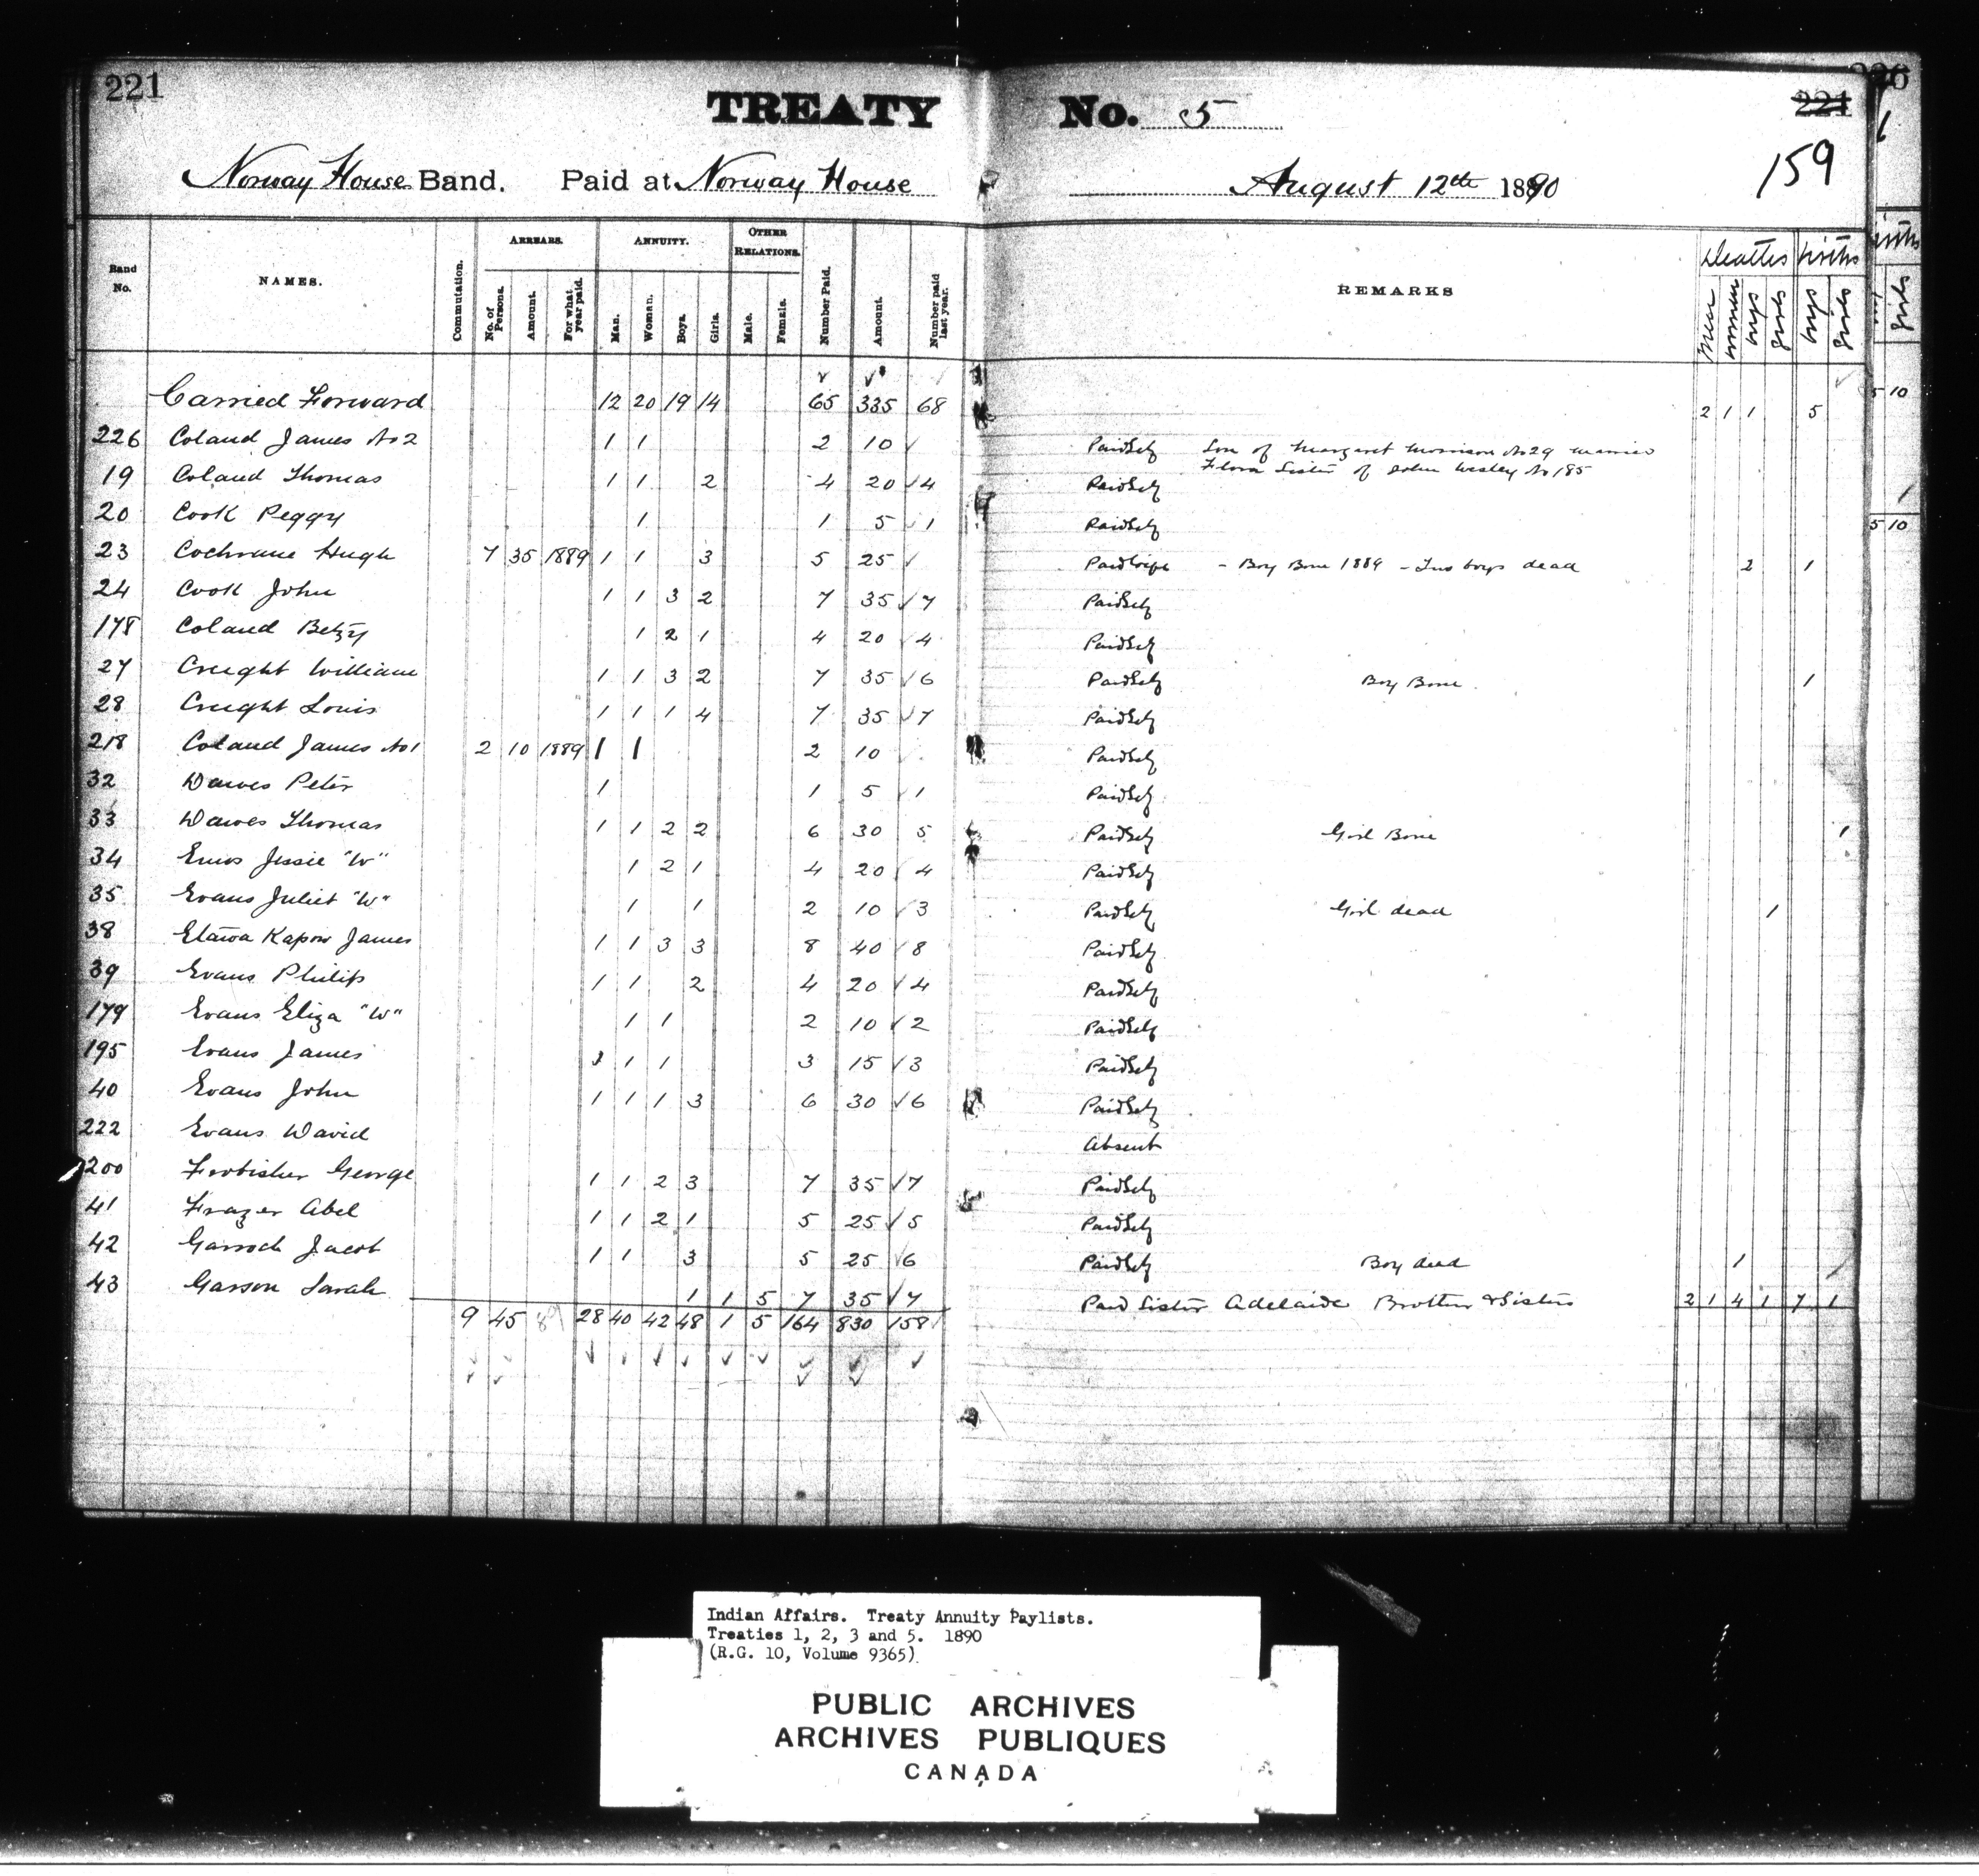 221
TREATY No. 5
221
159
Norway House Band. Paid at Norway House August 12th 1890
Band No. NAMES. Commutation. ARREARS. No. of Persons. Amount. For what year paid. ANNUITY. Man. Woman. Boys. Girls. OTHER RELATIONS. Male. Female. Number Paid. Amount. Number paid last year. REMARKS Deaths Men women boys girls Births boys girls
Carried Forward 12 20 19 14 65 335 68 2 1 1 5
226 Coland James No 2 1 1 2 10 Paid Self Son of Margaret Morrison No 29 married
Flora Sister of John Wesley No 185
19 Coland Thomas 1 1 2 4 20 4 Paid Self
20 Cook Peggy 1 1 5 1 Paid Self
23 Cochrane Hugh 7 35 1889 1 1 3 5 25 Paid Wife - Boy Born 1889 - Two boys dead 2 1
24 Cook John 1 1 3 2 7 35 7 Paid Self
178 Coland Betzy 1 2 1 4 20 4 Paid Self
27 Creight William 1 1 3 2 7 35 6 Paid Self Boy Born 1
28 Creight Louis 1 1 1 4 7 35 7 Paid Self
218 Coland James No 1 2 10 1889 1 1 2 10 Paid Self
32 Dawes Peter 1 1 5 1 Paid Self
33 Dawes Thomas 1 1 2 2 6 30 5 Paid Self Girl Born 1
34 Enos Jessie "W" 1 2 1 4 20 4 Paid Self
35 Evans Juliet "W" 1 1 2 10 3 Paid Self Girl dead 1
38 Etawa Kapow James 1 1 3 3 8 40 8 Paid Self
39 Evans Philip 1 1 2 4 20 4 Paid Self
179 Evans Eliza "W" 1 1 2 10 2 Paid Self
195 Evans James 1 1 1 3 15 3 Paid Self
40 Evans John 1 1 1 3 6 30 6 Paid Self
222 Evans David Absent
200 Frobisher George 1 1 2 3 7 35 7 Paid Self
41 Frazer Abel 1 1 2 1 5 25 5 Paid Self
42 Garroch Jacob 1 1 3 5 25 6 Paid Self Boy dead 1
43 Garson Sarah 1 1 5 7 35 7 Paid Sister Adelaide Brother & Sisters
9 45 28 40 42 48 1 5 164 830 158 2 1 4 1 7 1
Indian Affairs. Treaty Annuity Paylists.
Treaties 1, 2, 3 and 5. 1890
(R.G. 10, Volume 9365)
PUBLIC ARCHIVES
ARCHIVES PUBLIQUES
CANADA